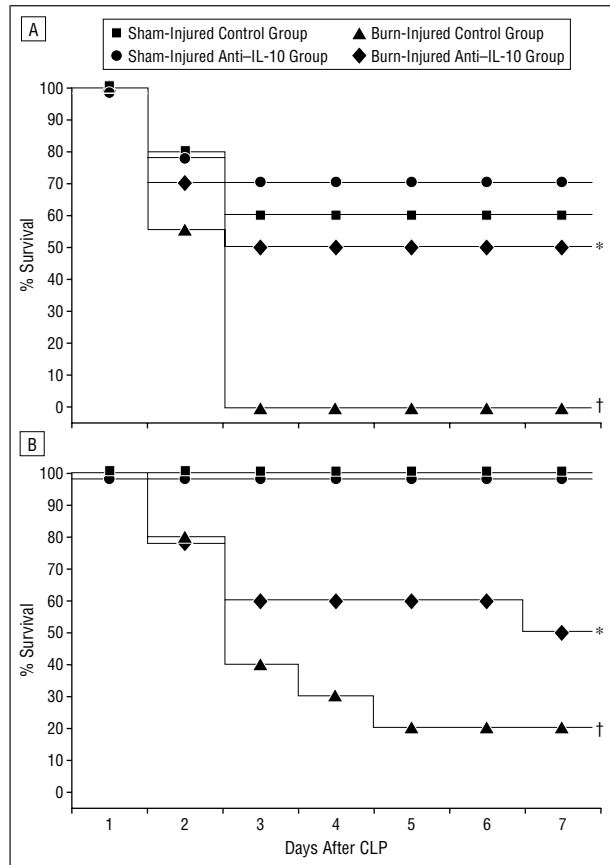 A
Sham-Injured Control Group
Burn-Injured Control Group
Sham-Injured Anti–IL-10 Group
Burn-Injured Anti–IL-10 Group
100
90
80
70
60
50
40
30
20
10
0
% Survival
*
†
B
100
90
80
70
60
50
40
30
20
10
0
% Survival
*
†
1 2 3 4 5 6 7
Days After CLP